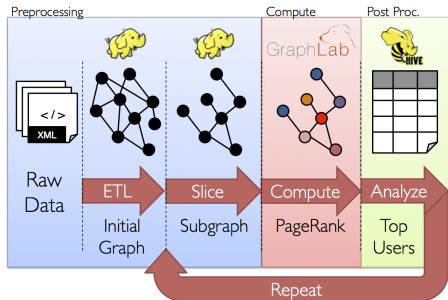 Preprocessing
Compute
Post Proc.
GraphLab
HIVE
</>
XML
Raw
Data
ETL
Slice
Compute
Analyze
Initial
Graph
Subgraph
PageRank
Top
Users
Repeat